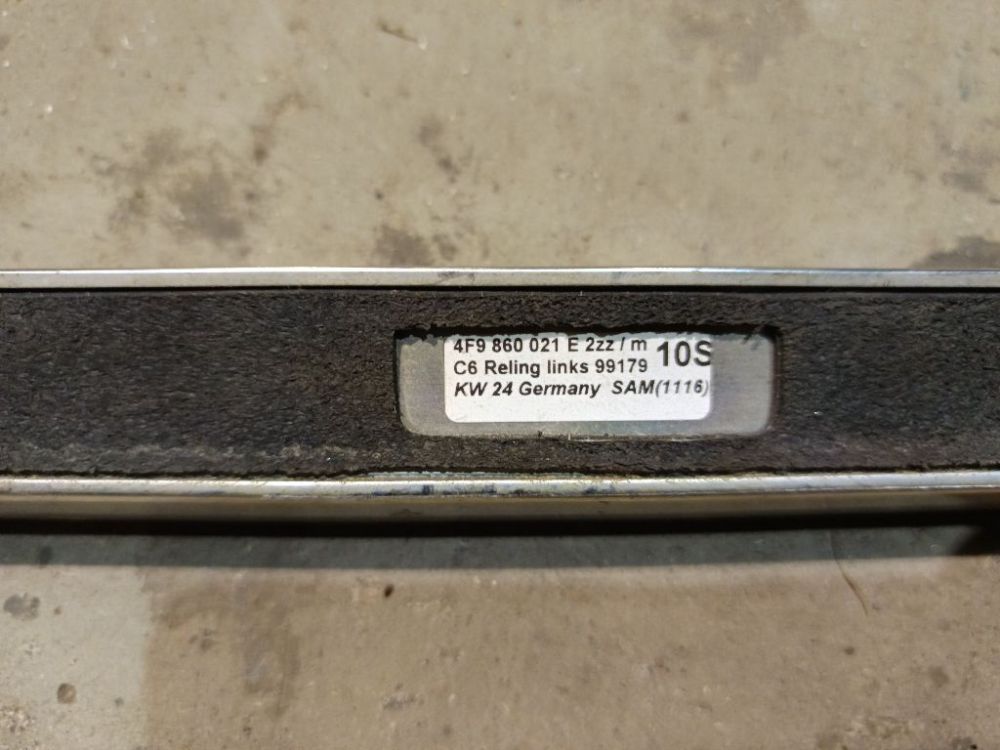 4F9 860 021 E 2zz / m 10S
C6 Reling links 99179
KW 24 Germany SAM(1116)